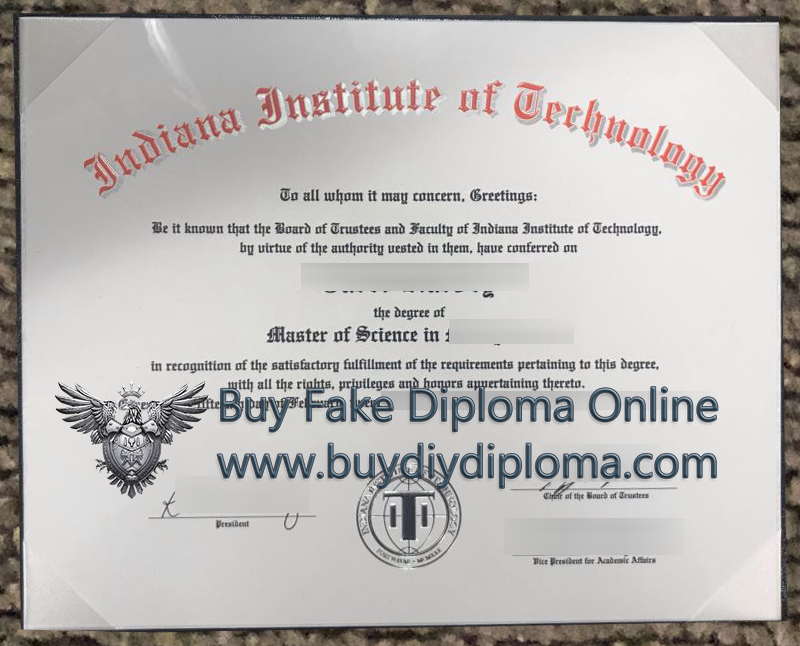 Indiana Institute of Technology
To all whom it may concern, Greetings:
Be it known that the Board of Trustees and Faculty of Indiana Institute of Technology,
by virtue of the authority vested in them, have conferred on
the degree of
Master of Science in
in recognition of the satisfactory fulfillment of the requirements pertaining to this degree,
with all the rights, privileges and honors appertaining thereto.
Buy Fake Diploma Online
www.buydiydiploma.com
President
Chair of the Board of Trustees
Vice President for Academic Affairs
FORT WAYNE